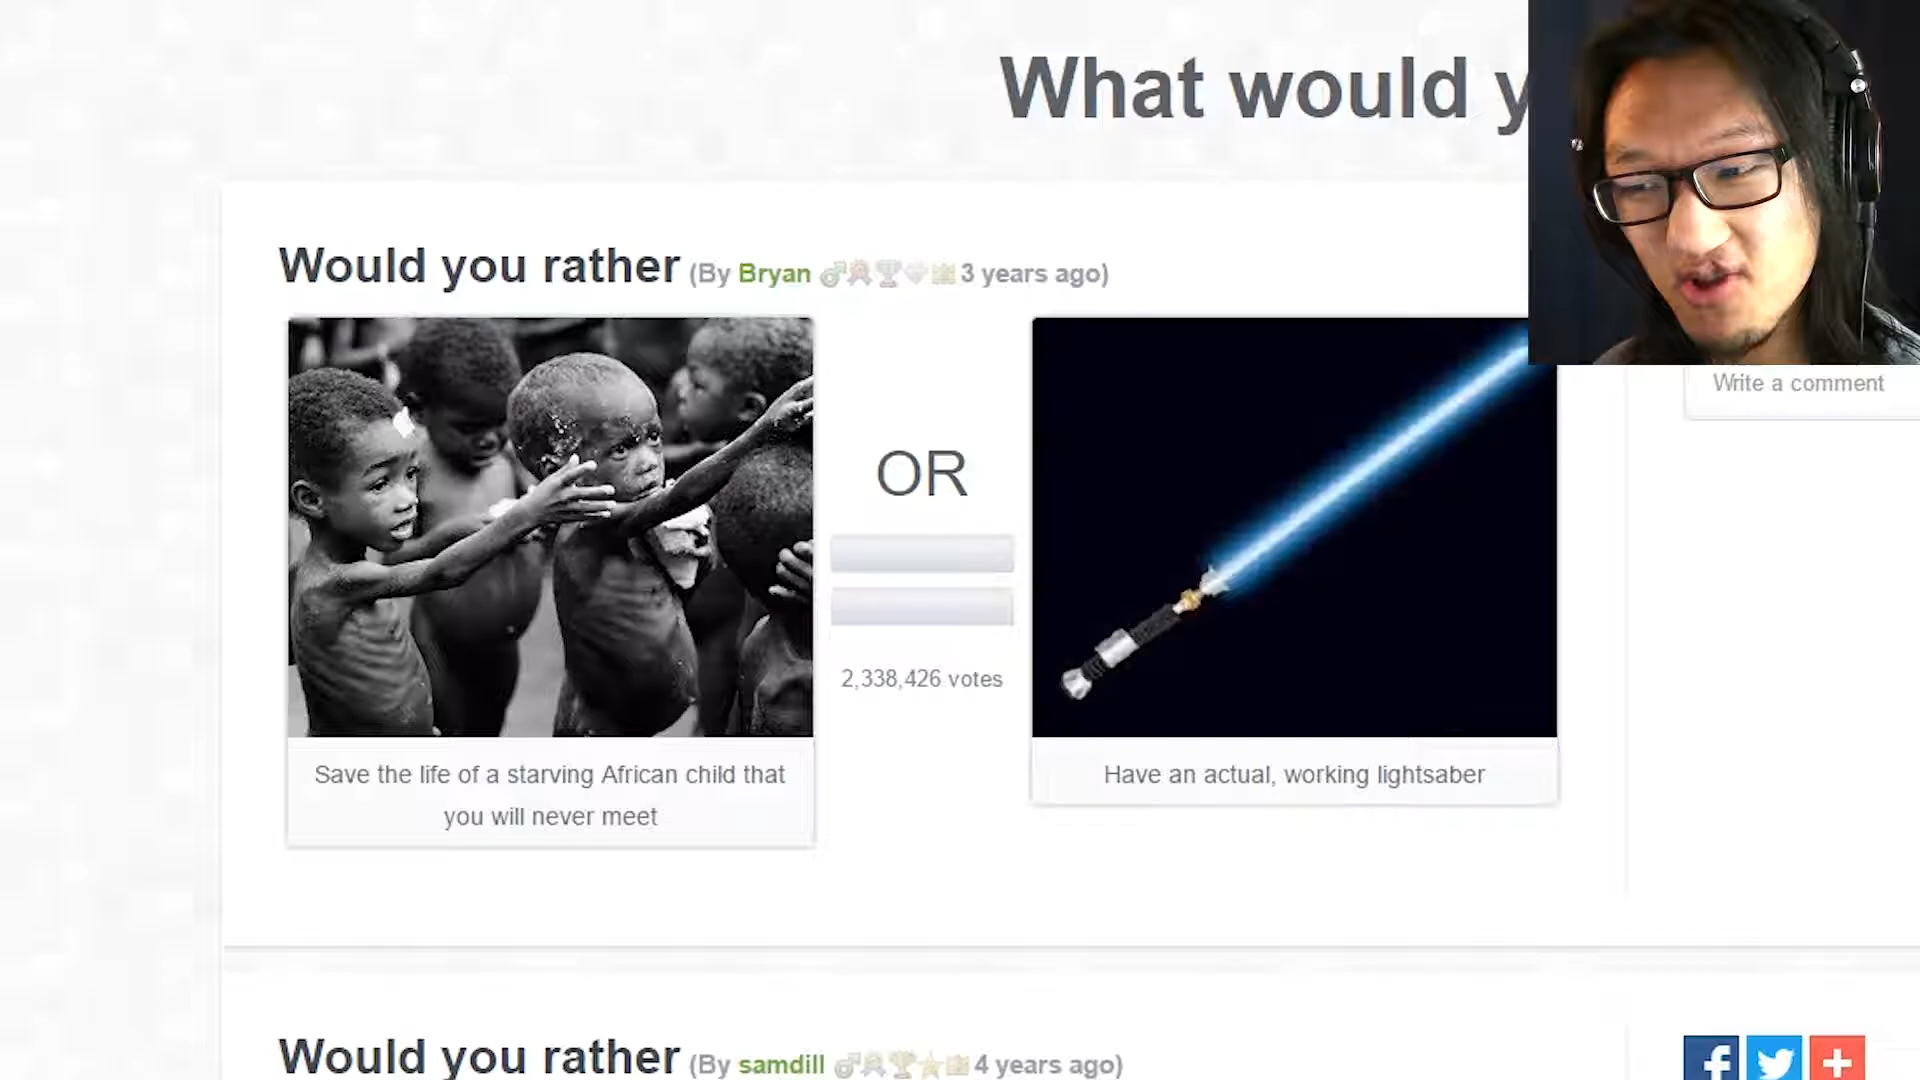 What would y
Would you rather (By Bryan 3 years ago)
OR
2,338,426 votes
Save the life of a starving African child that
you will never meet
Have an actual, working lightsaber
Write a comment
Would you rather (By samdill 4 years ago)